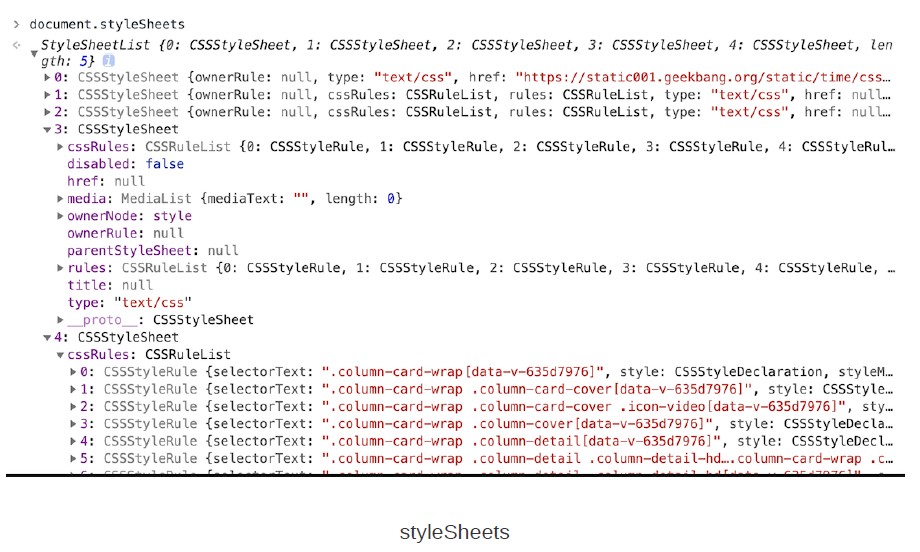 > document.styleSheets
StyleSheetList {0: CSSStyleSheet, 1: CSSStyleSheet, 2: CSSStyleSheet, 3: CSSStyleSheet, 4: CSSStyleSheet, len
gth: 5} i
0: CSSStyleSheet {ownerRule: null, type: "text/css", href: "https://static001.geekbang.org/static/time/css…
1: CSSStyleSheet {ownerRule: null, cssRules: CSSRuleList, rules: CSSRuleList, type: "text/css", href: null…
2: CSSStyleSheet {ownerRule: null, cssRules: CSSRuleList, rules: CSSRuleList, type: "text/css", href: null…
3: CSSStyleSheet
cssRules: CSSRuleList {0: CSSStyleRule, 1: CSSStyleRule, 2: CSSStyleRule, 3: CSSStyleRule, 4: CSSStyleRul…
disabled: false
href: null
media: MediaList {mediaText: "", length: 0}
ownerNode: style
ownerRule: null
parentStyleSheet: null
rules: CSSRuleList {0: CSSStyleRule, 1: CSSStyleRule, 2: CSSStyleRule, 3: CSSStyleRule, 4: CSSStyleRule, …
title: null
type: "text/css"
__proto__: CSSStyleSheet
4: CSSStyleSheet
cssRules: CSSRuleList
0: CSSStyleRule {selectorText: ".column-card-wrap[data-v-635d7976]", style: CSSStyleDeclaration, styleM…
1: CSSStyleRule {selectorText: ".column-card-wrap .column-card-cover[data-v-635d7976]", style: CSSStyle…
2: CSSStyleRule {selectorText: ".column-card-wrap .column-card-cover .icon-video[data-v-635d7976]", sty…
3: CSSStyleRule {selectorText: ".column-card-wrap .column-cover[data-v-635d7976]", style: CSSStyleDecla…
4: CSSStyleRule {selectorText: ".column-card-wrap .column-detail[data-v-635d7976]", style: CSSStyleDecl…
5: CSSStyleRule {selectorText: ".column-card-wrap .column-detail .column-detail-hd….column-card-wrap .c…
styleSheets